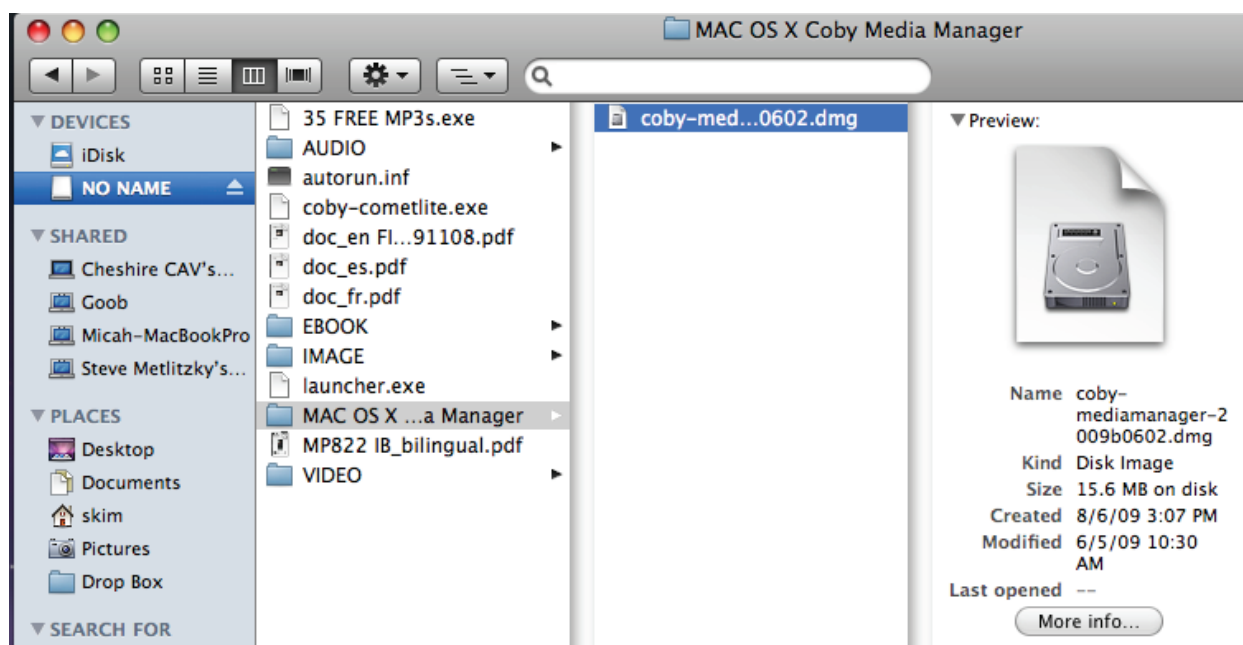 MAC OS X Coby Media Manager
DEVICES
iDisk
NO NAME
SHARED
Cheshire CAV's...
Goob
Micah-MacBookPro
Steve Metlitzky's...
PLACES
Desktop
Documents
skim
Pictures
Drop Box
SEARCH FOR
35 FREE MP3s.exe
AUDIO
autorun.inf
coby-cometlite.exe
doc_en FI...91108.pdf
doc_es.pdf
doc_fr.pdf
EBOOK
IMAGE
launcher.exe
MAC OS X ...a Manager
MP822 IB_bilingual.pdf
VIDEO
coby-med...0602.dmg
Preview:
Name coby-
mediamanager-2
009b0602.dmg
Kind Disk Image
Size 15.6 MB on disk
Created 8/6/09 3:07 PM
Modified 6/5/09 10:30
AM
Last opened --
More info...